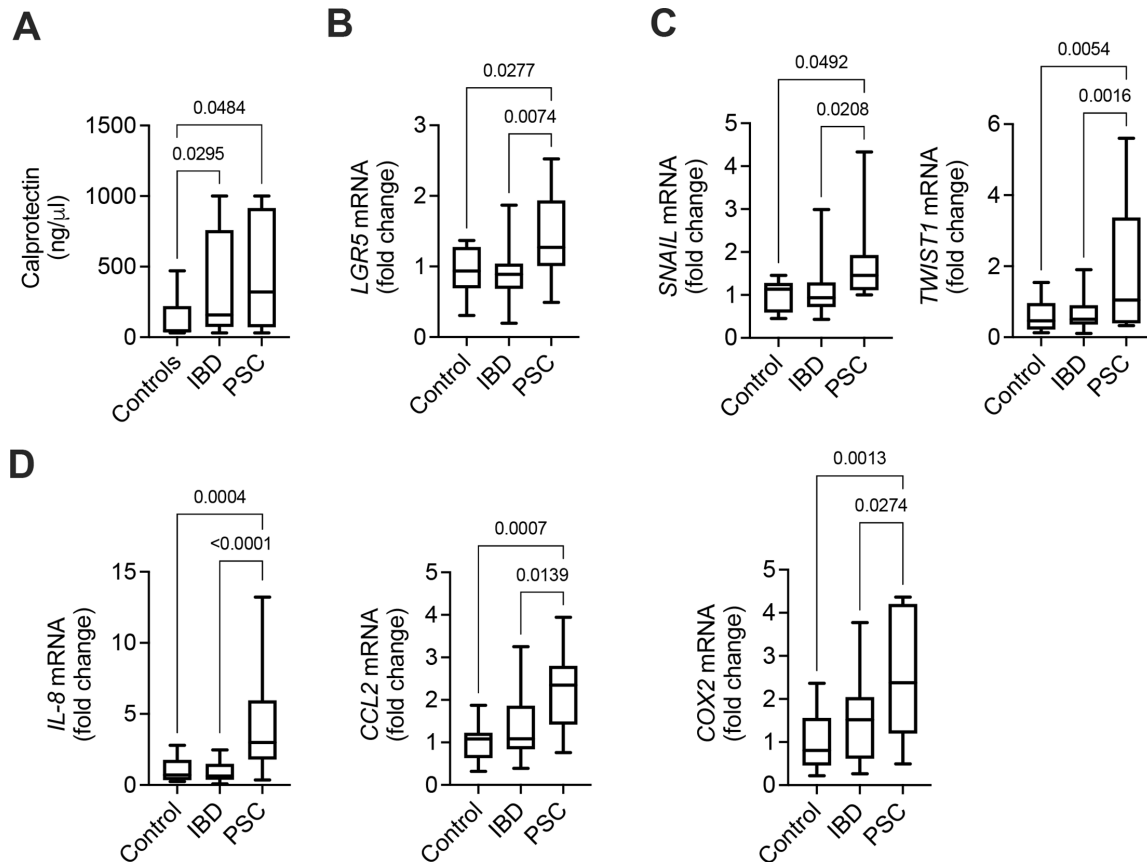 A
Calprotectin
(ng/µl)
0.0484
0.0295
1500
1000
500
0
Controls
IBD
PSC
B
LGR5 mRNA
(fold change)
0.0277
0.0074
3
2
1
0
Control
IBD
PSC
C
SNAIL mRNA
(fold change)
0.0492
0.0208
5
4
3
2
1
0
Control
IBD
PSC
TWIST1 mRNA
(fold change)
0.0054
0.0016
6
4
2
0
Control
IBD
PSC
D
IL-8 mRNA
(fold change)
0.0004
<0.0001
15
10
5
0
Control
IBD
PSC
CCL2 mRNA
(fold change)
0.0007
0.0139
5
4
3
2
1
0
Control
IBD
PSC
COX2 mRNA
(fold change)
0.0013
0.0274
5
4
3
2
1
0
Control
IBD
PSC